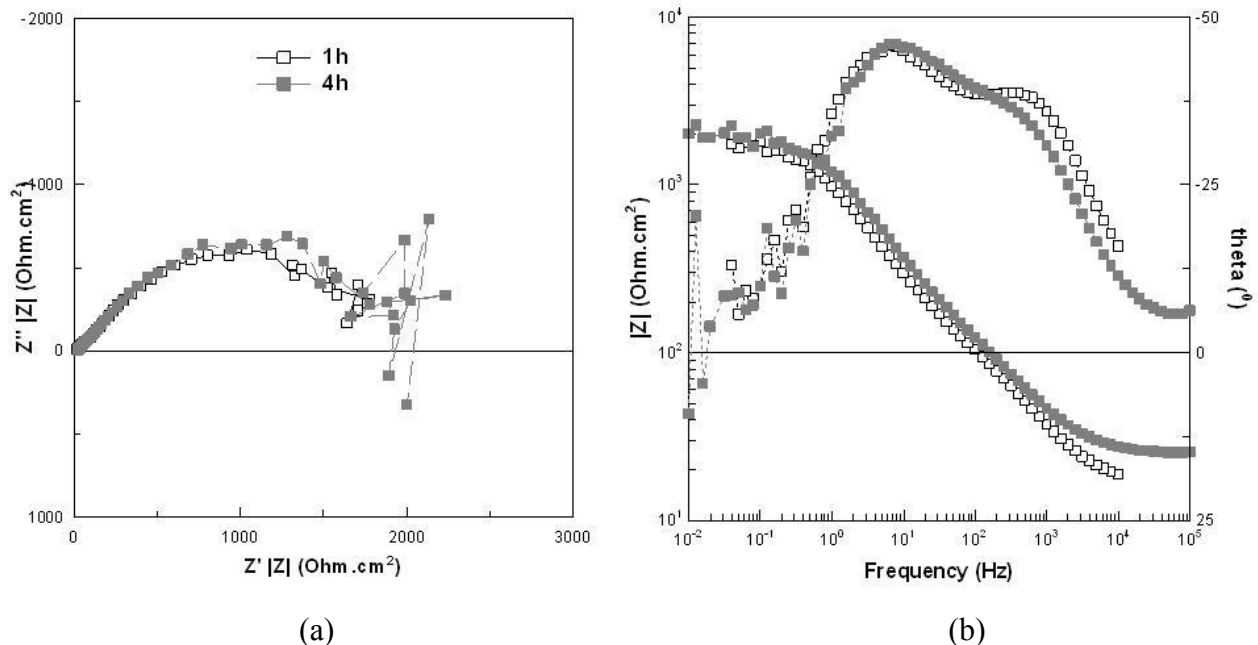 -2000
1h
4h
-1000
0
1000
0
1000
2000
3000
Z'' |Z| (Ohm.cm²)
Z' |Z| (Ohm.cm²)
(a)
10⁴
10³
10²
10¹
-50
-25
0
25
10⁻²
10⁻¹
10⁰
10¹
10²
10³
10⁴
10⁵
|Z| (Ohm.cm²)
theta (⁰)
Frequency (Hz)
(b)